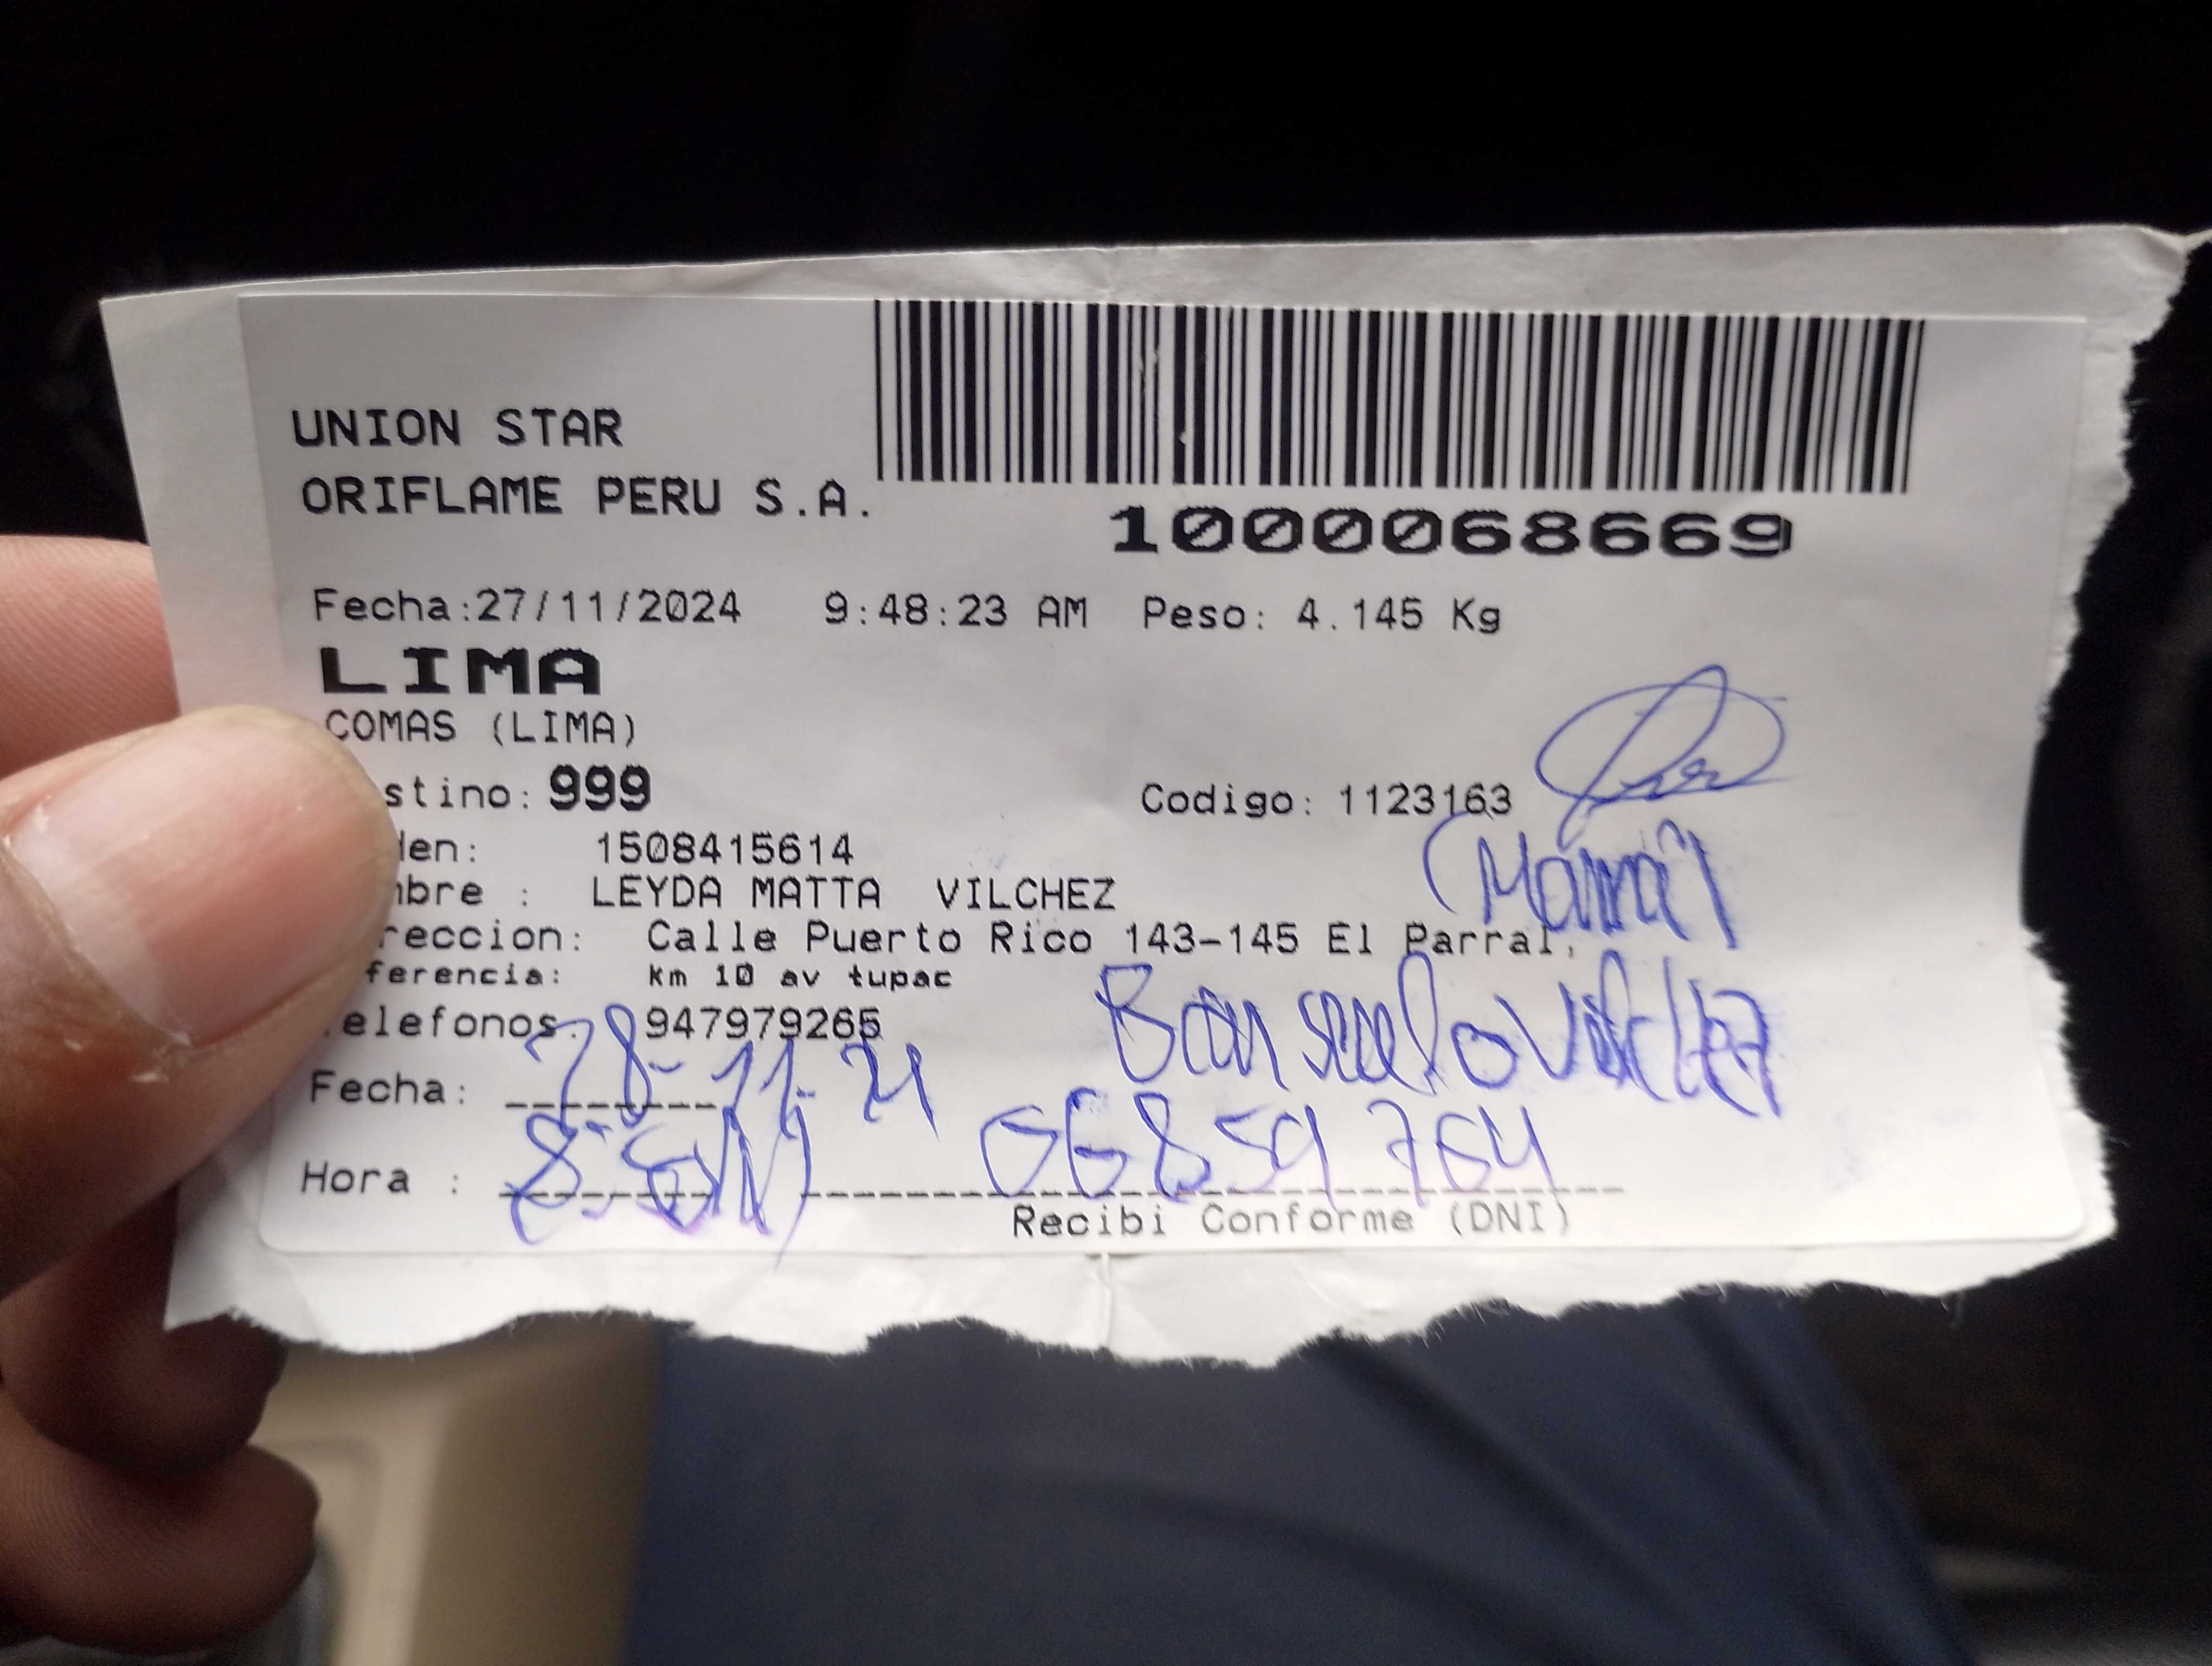 UNION STAR
ORIFLAME PERU S.A.
1000068669
Fecha:27/11/2024 9:48:23 AM Peso: 4.145 Kg
LIMA
COMAS (LIMA)
stino: 999 Codigo: 1123163
den: 1508415614
mbre : LEYDA MATTA VILCHEZ
(Mamá)
reccion: Calle Puerto Rico 143-145 El Parral,
ferencia: km 10 av tupac
elefonos: 947979265
Fecha: 28-11-24
06859764
Hora :
Recibi Conforme (DNI)